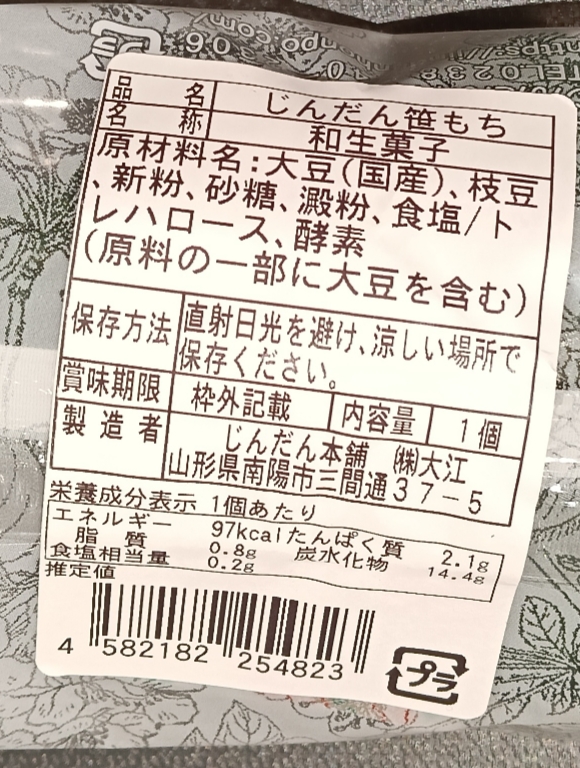 品名 じんだん笹もち
名称 和生菓子
原材料名:大豆(国産)、枝豆
、新粉、砂糖、澱粉、食塩/ト
レハロース、酵素
(原料の一部に大豆を含む)
保存方法 直射日光を避け、涼しい場所で
保存ください。
賞味期限 枠外記載 内容量 1個
製造者 じんだん本舗 ㈱大江
山形県南陽市三間通37-5
栄養成分表示 1個あたり
エネルギー 97kcal たんぱく質 2.1g
脂質 0.8g 炭水化物 14.4g
食塩相当量 0.2g
推定値
4 582182 254823
プラ